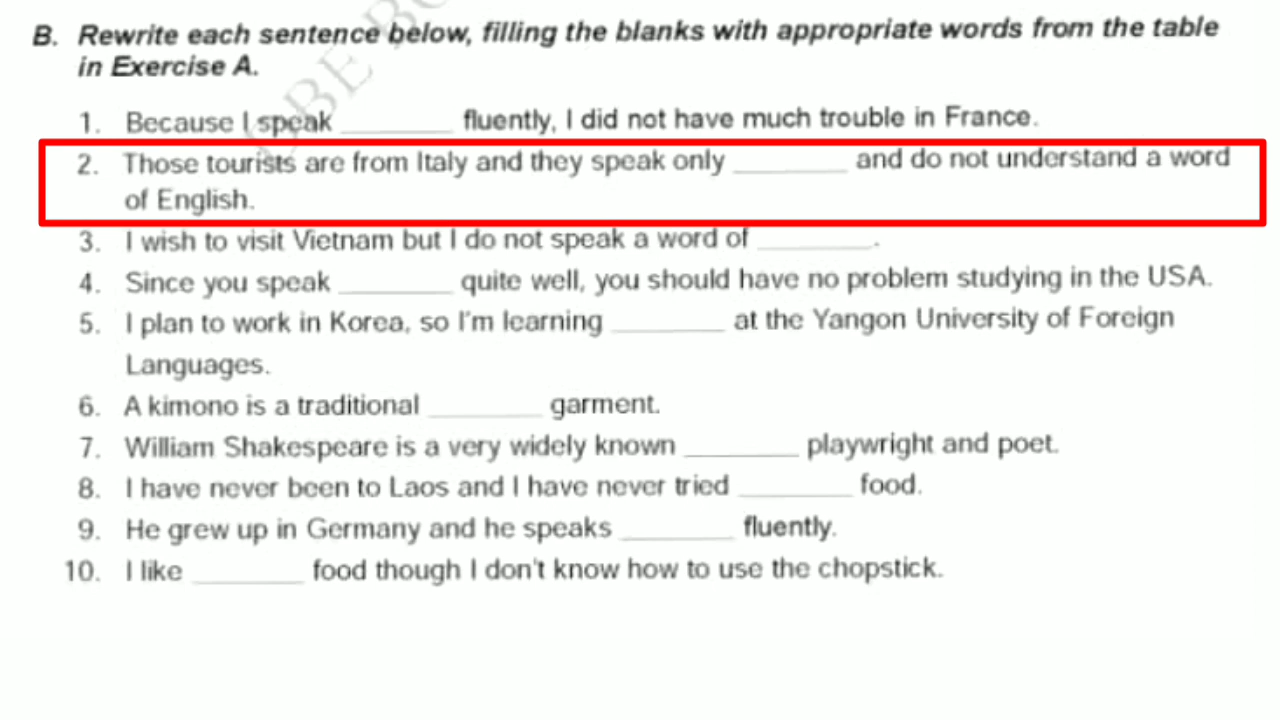 B. Rewrite each sentence below, filling the blanks with appropriate words from the table
in Exercise A.
1. Because I speak ________ fluently, I did not have much trouble in France.
2. Those tourists are from Italy and they speak only ________ and do not understand a word
of English.
3. I wish to visit Vietnam but I do not speak a word of ________.
4. Since you speak ________ quite well, you should have no problem studying in the USA.
5. I plan to work in Korea, so I'm learning ________ at the Yangon University of Foreign
Languages.
6. A kimono is a traditional ________ garment.
7. William Shakespeare is a very widely known ________ playwright and poet.
8. I have never been to Laos and I have never tried ________ food.
9. He grew up in Germany and he speaks ________ fluently.
10. I like ________ food though I don't know how to use the chopstick.